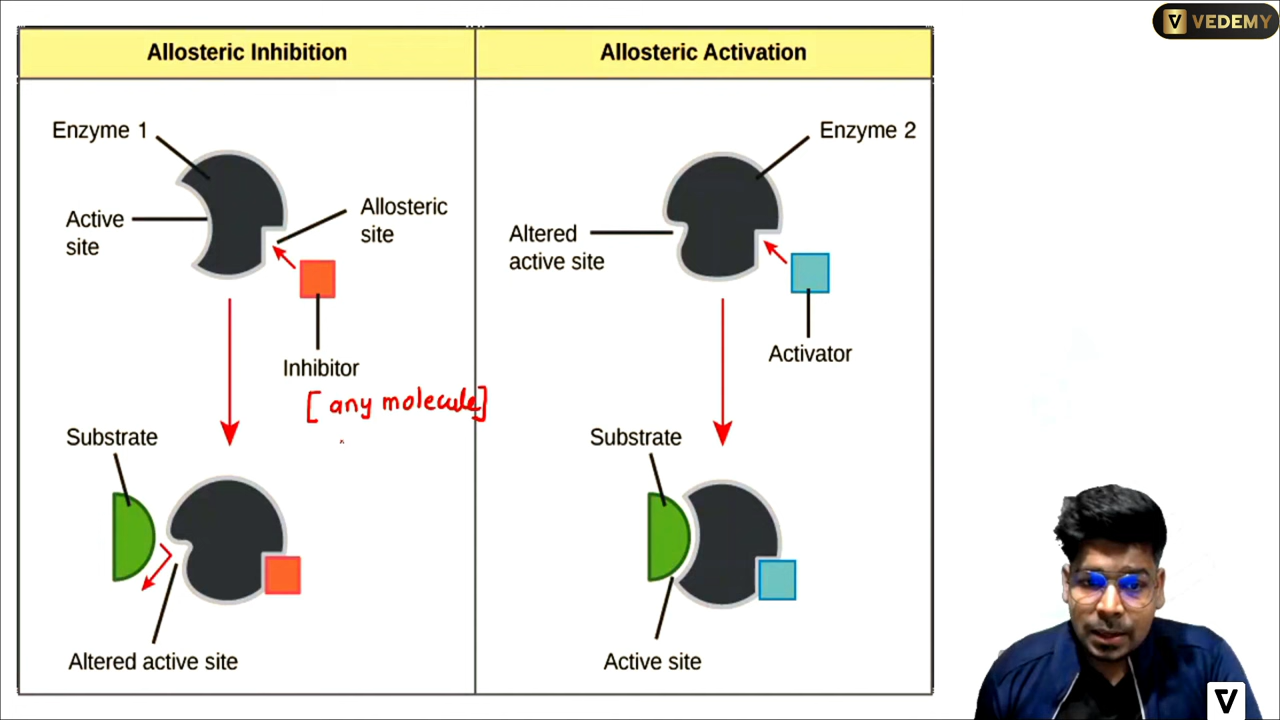 VEDEMY
Allosteric Inhibition
Allosteric Activation
Enzyme 1
Active
site
Allosteric
site
Inhibitor
[any molecule]
Substrate
Altered active site
Enzyme 2
Altered
active site
Activator
Substrate
Active site